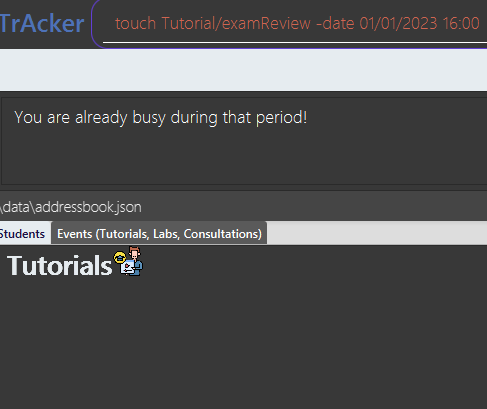 TrAcker
touch Tutorial/examReview -date 01/01/2023 16:00
You are already busy during that period!
\data\addressbook.json
Students
Events (Tutorials, Labs, Consultations)
Tutorials